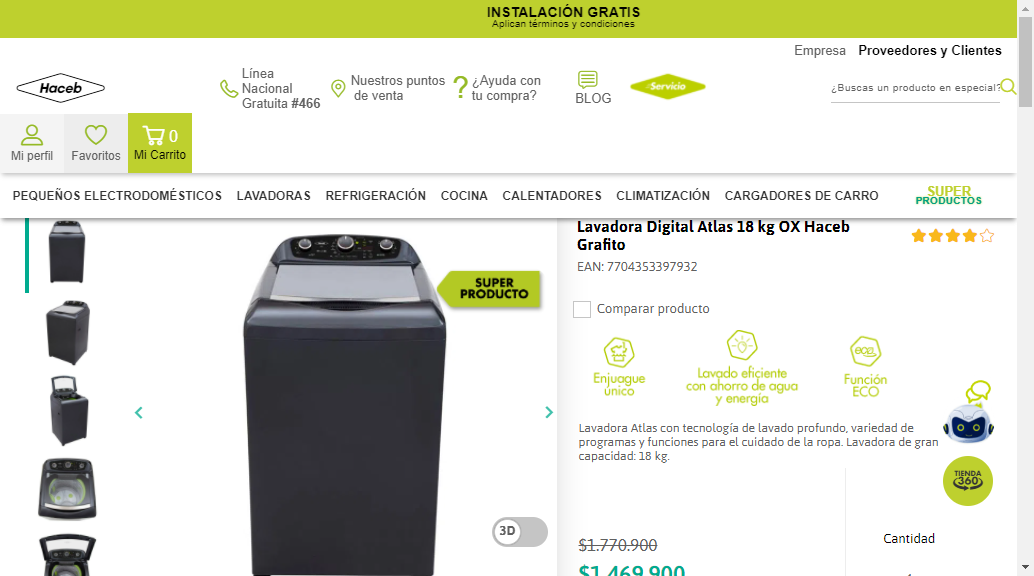 INSTALACIÓN GRATIS
Aplican términos y condiciones
Empresa Proveedores y Clientes
Haceb
Línea
Nacional
Gratuita #466
Nuestros puntos
de venta
¿Ayuda con
tu compra?
BLOG
Servicio
¿Buscas un producto en especial?
Mi perfil
Favoritos
0
Mi Carrito
PEQUEÑOS ELECTRODOMÉSTICOS LAVADORAS REFRIGERACIÓN COCINA CALENTADORES CLIMATIZACIÓN CARGADORES DE CARRO
SUPER
PRODUCTOS
Lavadora Digital Atlas 18 kg OX Haceb
Grafito
EAN: 7704353397932
SUPER
PRODUCTO
Comparar producto
Enjuague
único
Lavado eficiente
con ahorro de agua
y energía
eco
Función
ECO
Lavadora Atlas con tecnología de lavado profundo, variedad de
programas y funciones para el cuidado de la ropa. Lavadora de gran
capacidad: 18 kg.
TIENDA
360
3D
$1.770.900
Cantidad
$1.469.900